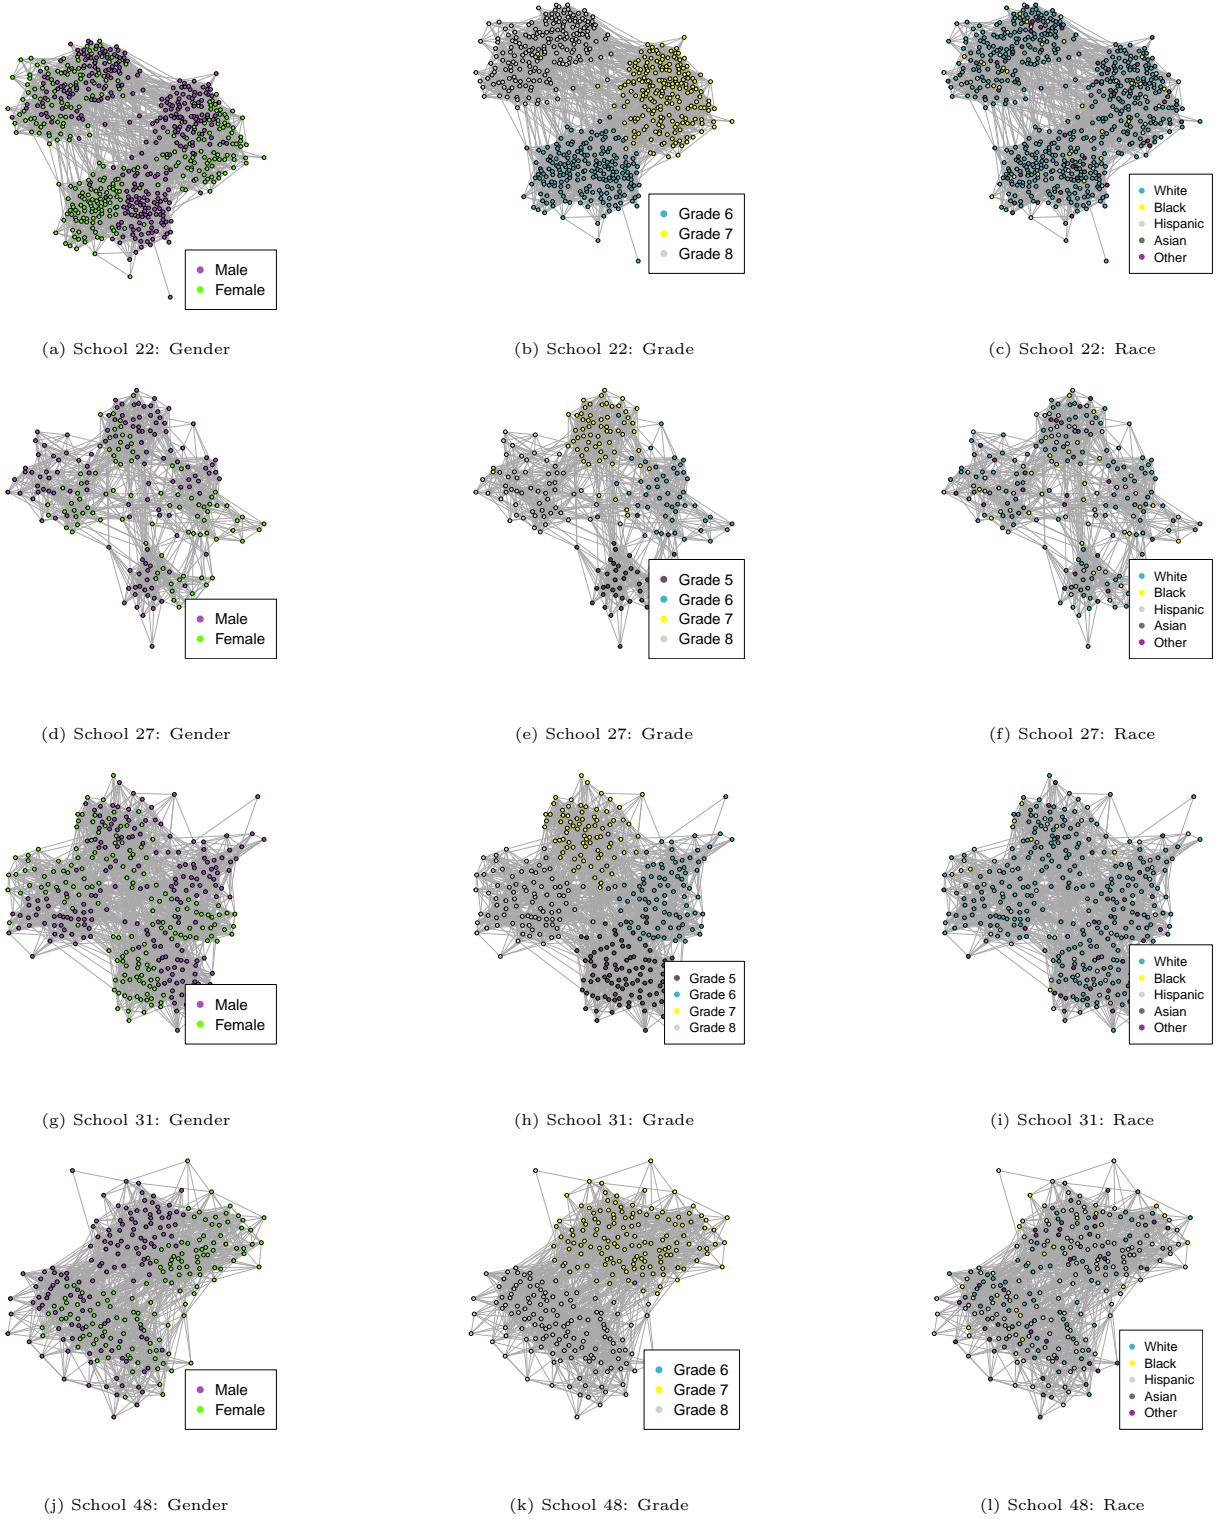 Male
Female
Grade 6
Grade 7
Grade 8
White
Black
Hispanic
Asian
Other
(a) School 22: Gender
(b) School 22: Grade
(c) School 22: Race
Male
Female
Grade 5
Grade 6
Grade 7
Grade 8
White
Black
Hispanic
Asian
Other
(d) School 27: Gender
(e) School 27: Grade
(f) School 27: Race
Male
Female
Grade 5
Grade 6
Grade 7
Grade 8
White
Black
Hispanic
Asian
Other
(g) School 31: Gender
(h) School 31: Grade
(i) School 31: Race
Male
Female
Grade 6
Grade 7
Grade 8
White
Black
Hispanic
Asian
Other
(j) School 48: Gender
(k) School 48: Grade
(l) School 48: Race